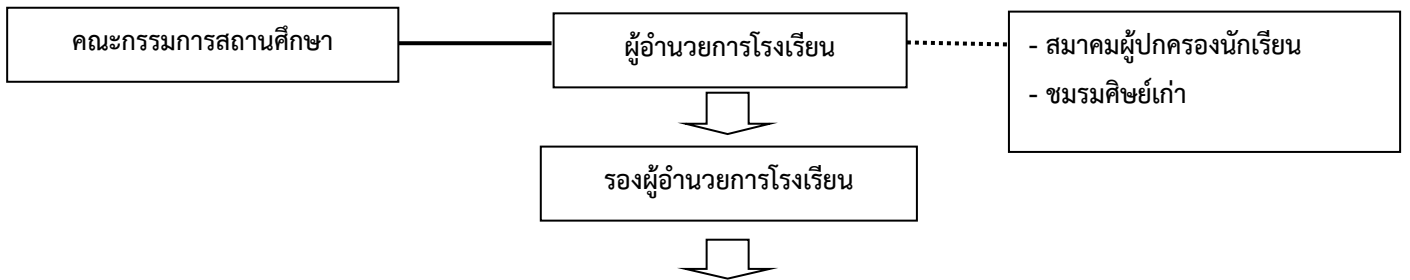 คณะกรรมการสถานศึกษา
ผู้อำนวยการโรงเรียน
- สมาคมผู้ปกครองนักเรียน
- ชมรมศิษย์เก่า
รองผู้อำนวยการโรงเรียน